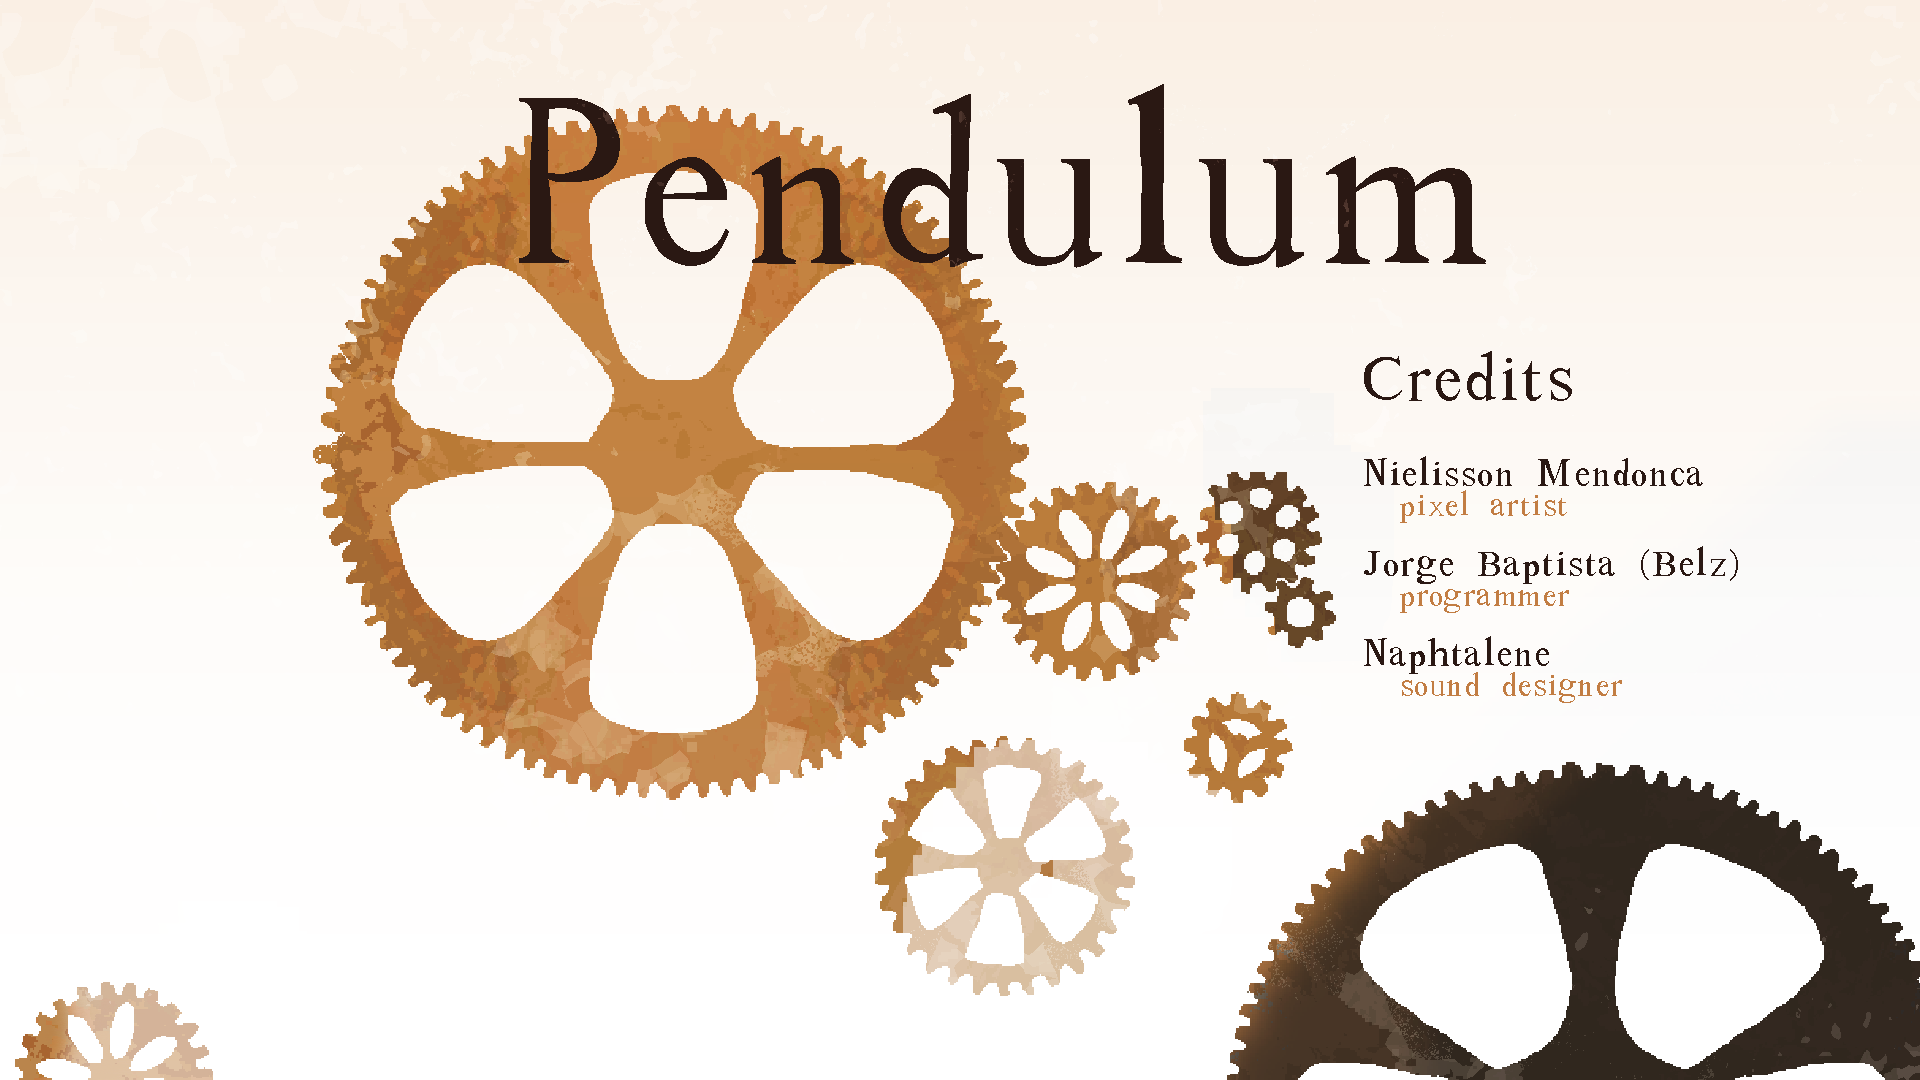 Pendulum
Credits
Nielisson Mendonca
pixel artist
Jorge Baptista (Belz)
programmer
Naphtalene
sound designer